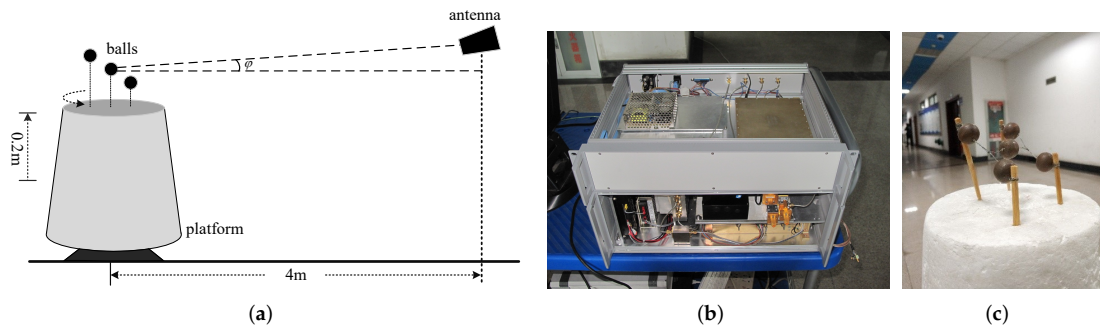 antenna
balls
φ
0.2m
platform
4m
(a)
(b)
(c)